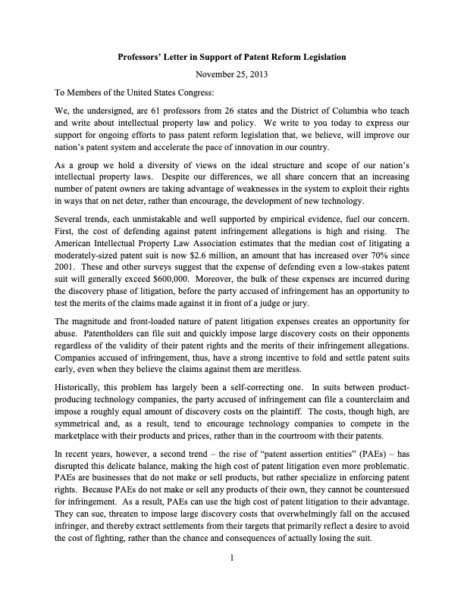 Professors' Letter in Support of Patent Reform Legislation
November 25, 2013
To Members of the United States Congress:
We, the undersigned, are 61 professors from 26 states and the District of Columbia who teach
and write about intellectual property law and policy. We write to you today to express our
support for ongoing efforts to pass patent reform legislation that, we believe, will improve our
nation's patent system and accelerate the pace of innovation in our country.
As a group we hold a diversity of views on the ideal structure and scope of our nation's
intellectual property laws. Despite our differences, we all share concern that an increasing
number of patent owners are taking advantage of weaknesses in the system to exploit their rights
in ways that on net deter, rather than encourage, the development of new technology.
Several trends, each unmistakable and well supported by empirical evidence, fuel our concern.
First, the cost of defending against patent infringement allegations is high and rising. The
American Intellectual Property Law Association estimates that the median cost of litigating a
moderately-sized patent suit is now $2.6 million, an amount that has increased over 70% since
2001. These and other surveys suggest that the expense of defending even a low-stakes patent
suit will generally exceed $600,000. Moreover, the bulk of these expenses are incurred during
the discovery phase of litigation, before the party accused of infringement has an opportunity to
test the merits of the claims made against it in front of a judge or jury.
The magnitude and front-loaded nature of patent litigation expenses creates an opportunity for
abuse. Patentholders can file suit and quickly impose large discovery costs on their opponents
regardless of the validity of their patent rights and the merits of their infringement allegations.
Companies accused of infringement, thus, have a strong incentive to fold and settle patent suits
early, even when they believe the claims against them are meritless.
Historically, this problem has largely been a self-correcting one. In suits between product-
producing technology companies, the party accused of infringement can file a counterclaim and
impose a roughly equal amount of discovery costs on the plaintiff. The costs, though high, are
symmetrical and, as a result, tend to encourage technology companies to compete in the
marketplace with their products and prices, rather than in the courtroom with their patents.
In recent years, however, a second trend – the rise of "patent assertion entities" (PAEs) – has
disrupted this delicate balance, making the high cost of patent litigation even more problematic.
PAEs are businesses that do not make or sell products, but rather specialize in enforcing patent
rights. Because PAEs do not make or sell any products of their own, they cannot be countersued
for infringement. As a result, PAEs can use the high cost of patent litigation to their advantage.
They can sue, threaten to impose large discovery costs that overwhelmingly fall on the accused
infringer, and thereby extract settlements from their targets that primarily reflect a desire to avoid
the cost of fighting, rather than the chance and consequences of actually losing the suit.
1